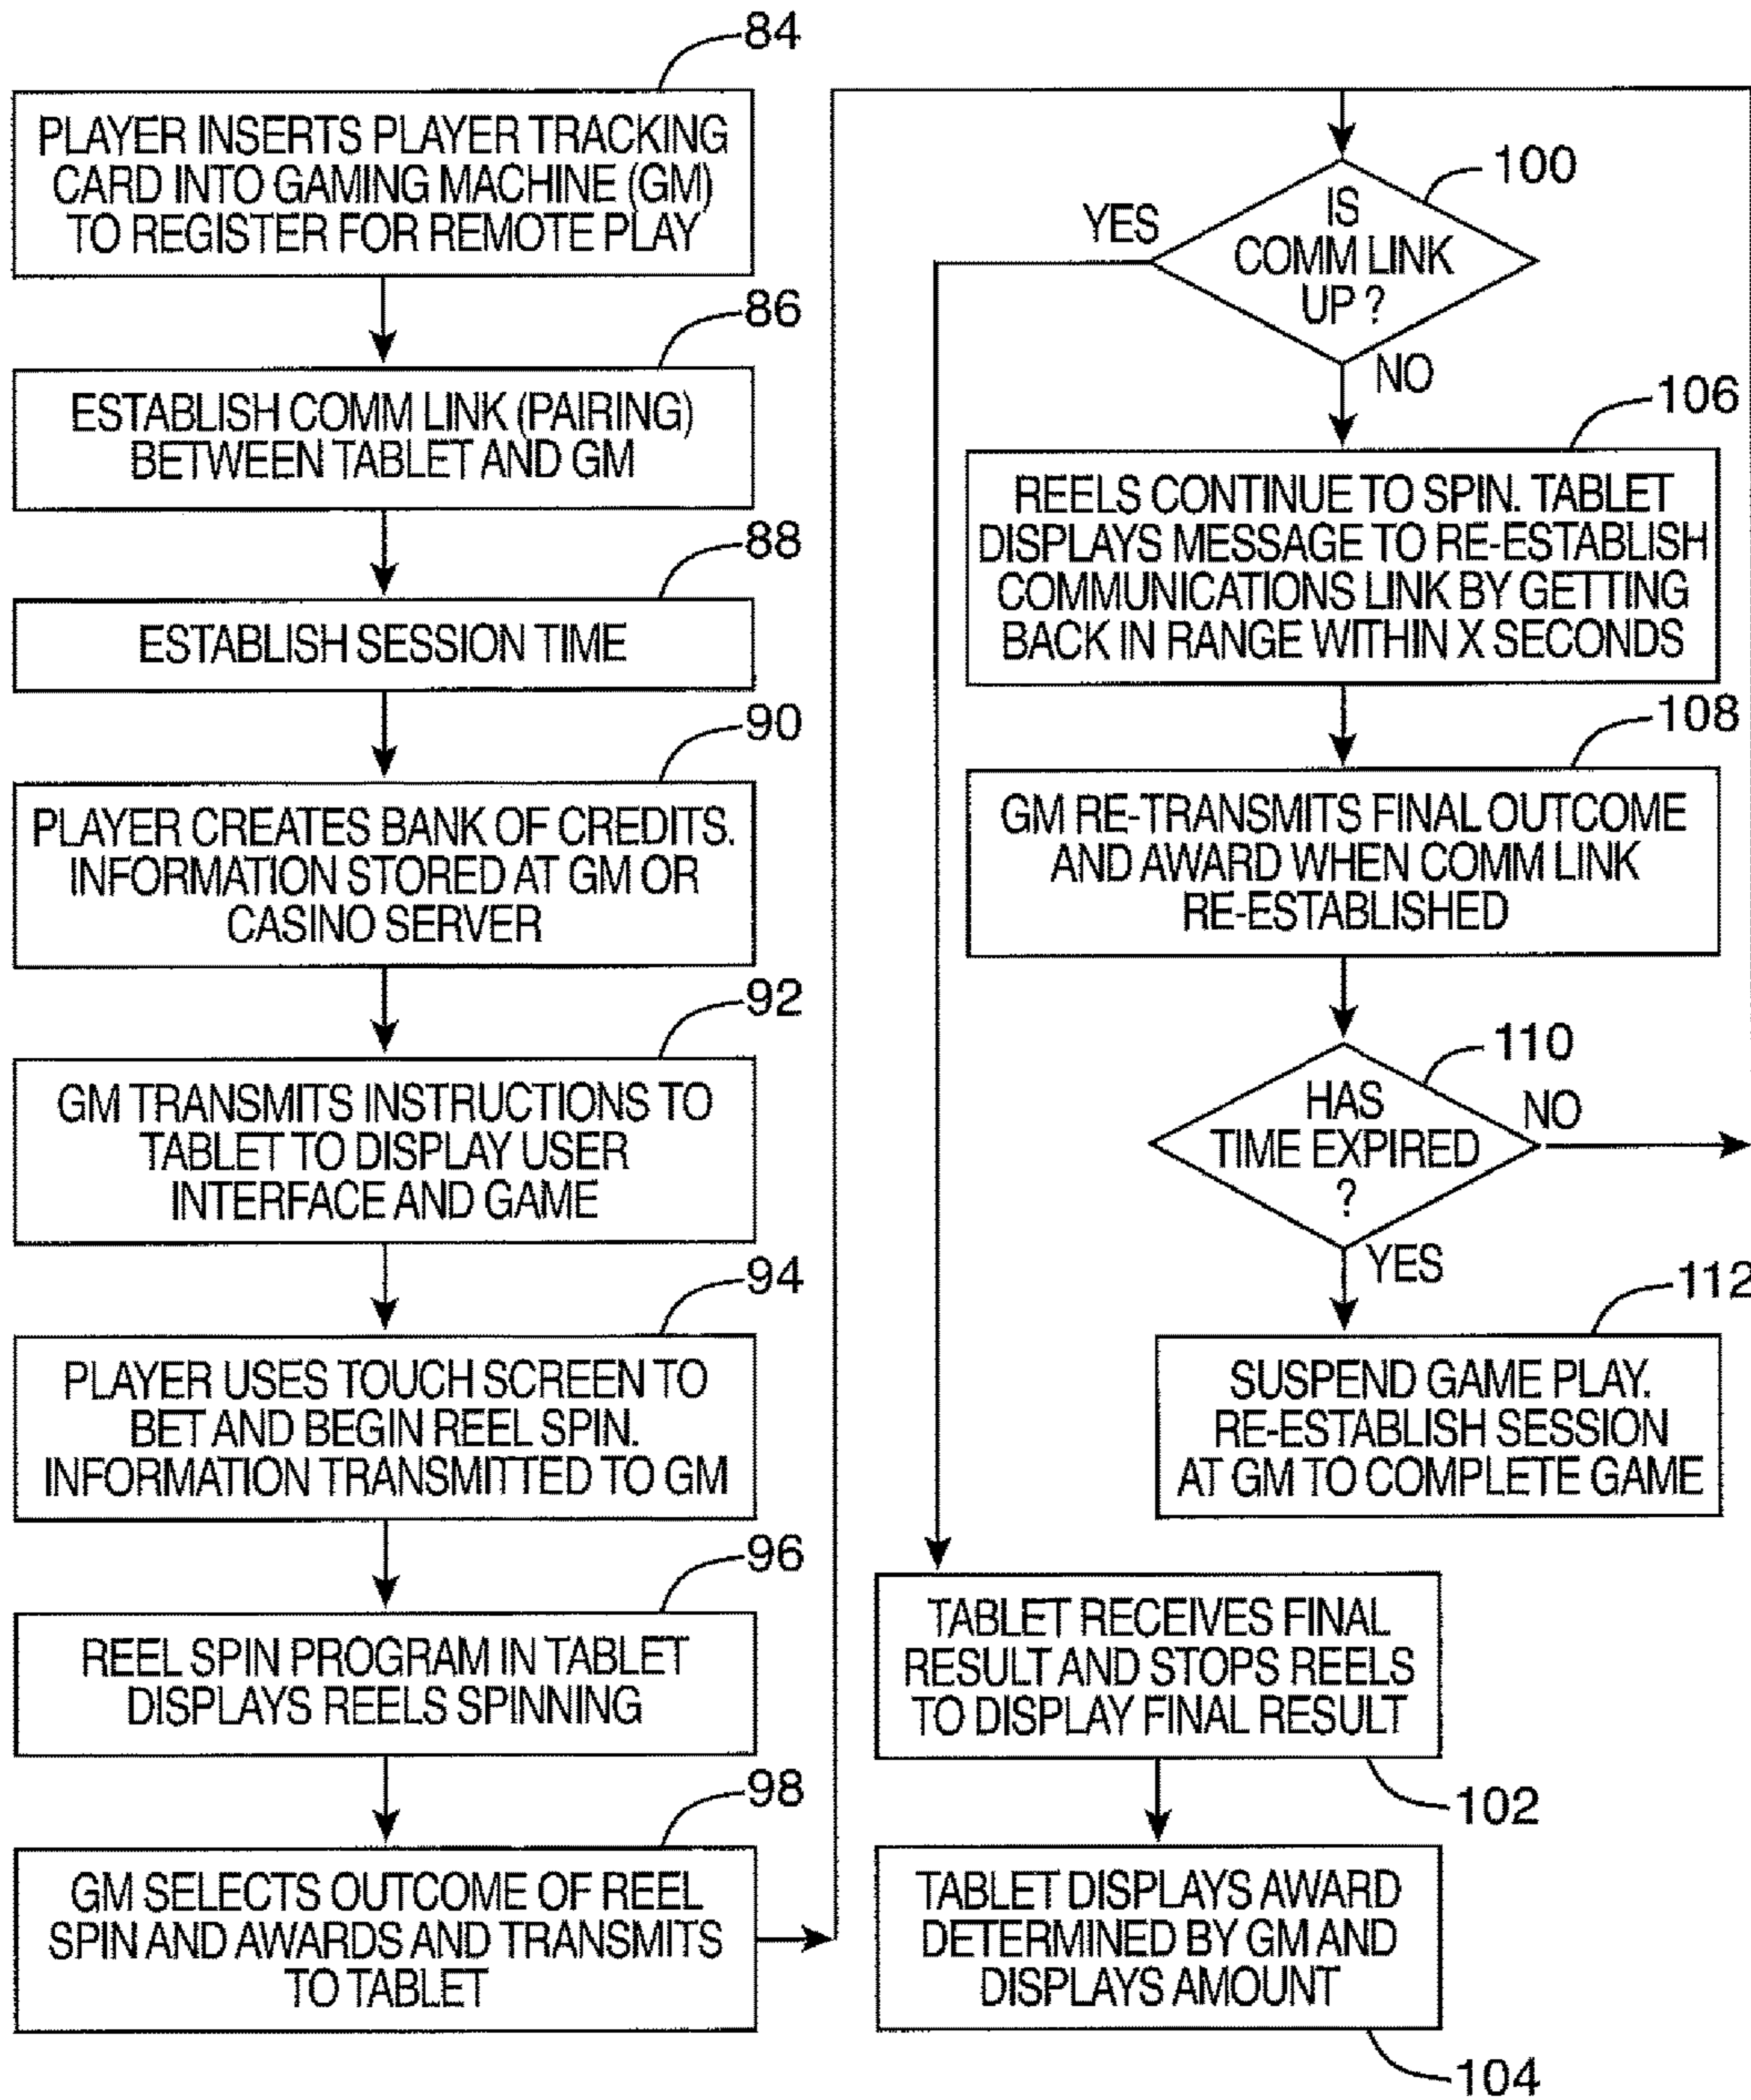 84
PLAYER INSERTS PLAYER TRACKING
CARD INTO GAMING MACHINE (GM)
TO REGISTER FOR REMOTE PLAY
86
ESTABLISH COMM LINK (PAIRING)
BETWEEN TABLET AND GM
88
ESTABLISH SESSION TIME
90
PLAYER CREATES BANK OF CREDITS.
INFORMATION STORED AT GM OR
CASINO SERVER
92
GM TRANSMITS INSTRUCTIONS TO
TABLET TO DISPLAY USER
INTERFACE AND GAME
94
PLAYER USES TOUCH SCREEN TO
BET AND BEGIN REEL SPIN.
INFORMATION TRANSMITTED TO GM
96
REEL SPIN PROGRAM IN TABLET
DISPLAYS REELS SPINNING
98
GM SELECTS OUTCOME OF REEL
SPIN AND AWARDS AND TRANSMITS
TO TABLET
100
IS
COMM LINK
UP ?
YES
NO
106
REELS CONTINUE TO SPIN. TABLET
DISPLAYS MESSAGE TO RE-ESTABLISH
COMMUNICATIONS LINK BY GETTING
BACK IN RANGE WITHIN X SECONDS
108
GM RE-TRANSMITS FINAL OUTCOME
AND AWARD WHEN COMM LINK
RE-ESTABLISHED
110
HAS
TIME EXPIRED
?
NO
YES
112
SUSPEND GAME PLAY.
RE-ESTABLISH SESSION
AT GM TO COMPLETE GAME
TABLET RECEIVES FINAL
RESULT AND STOPS REELS
TO DISPLAY FINAL RESULT
102
TABLET DISPLAYS AWARD
DETERMINED BY GM AND
DISPLAYS AMOUNT
104